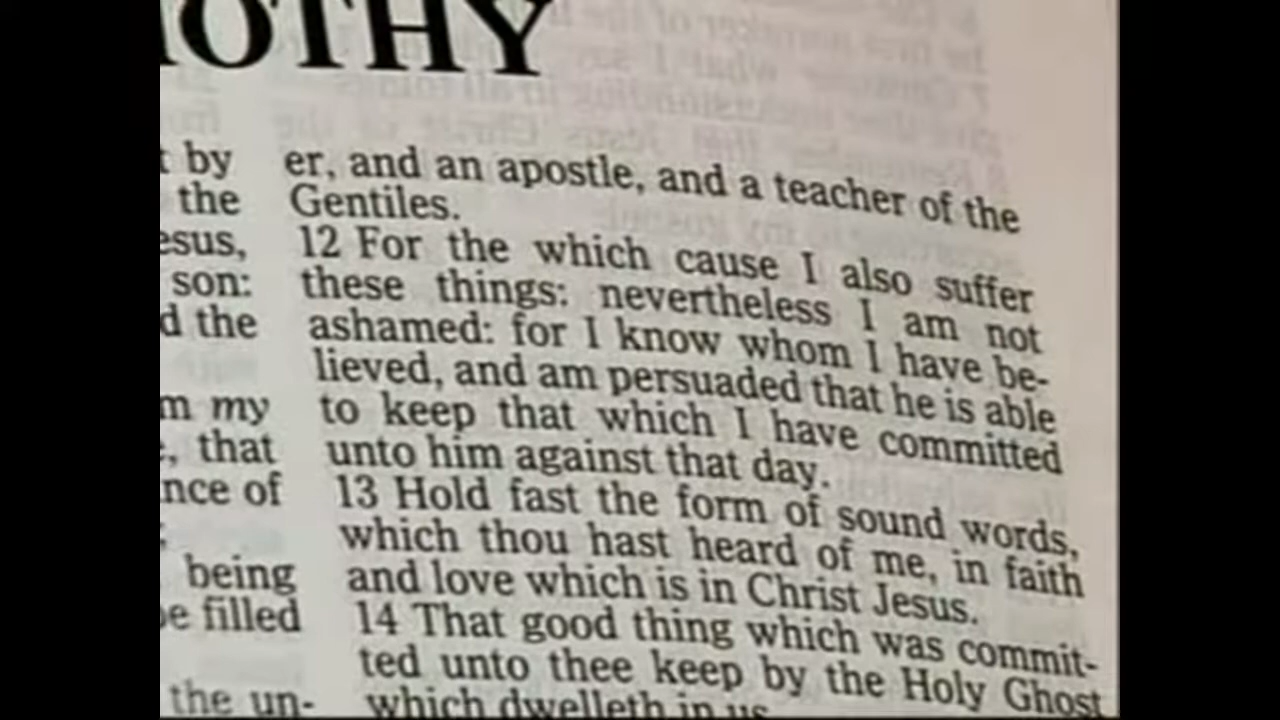 OTHY
by
the
esus,
son:
d the
m my
, that
nce of
being
be filled
the un-
er, and an apostle, and a teacher of the
Gentiles.
12 For the which cause I also suffer
these things: nevertheless I am not
ashamed: for I know whom I have be-
lieved, and am persuaded that he is able
to keep that which I have committed
unto him against that day.
13 Hold fast the form of sound words,
which thou hast heard of me, in faith
and love which is in Christ Jesus.
14 That good thing which was commit-
ted unto thee keep by the Holy Ghost
which dwelleth in us